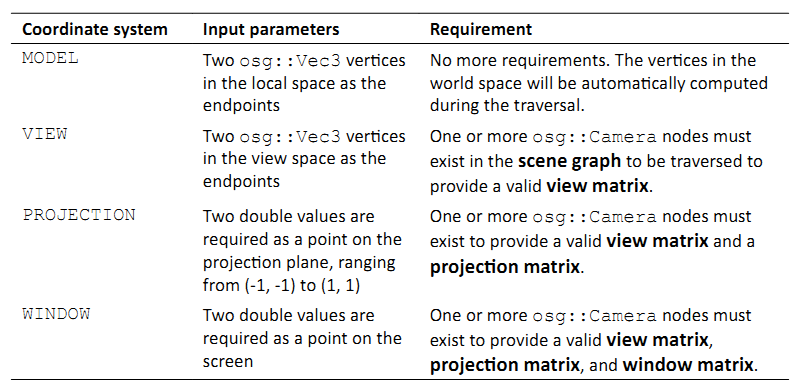 Coordinate system Input parameters Requirement
MODEL Two osg::Vec3 vertices No more requirements. The vertices in the
in the local space as the world space will be automatically computed
endpoints during the traversal.
VIEW Two osg::Vec3 vertices One or more osg::Camera nodes must
in the view space as the exist in the scene graph to be traversed to
endpoints provide a valid view matrix.
PROJECTION Two double values are One or more osg::Camera nodes must
required as a point on the exist to provide a valid view matrix and a
projection plane, ranging projection matrix.
from (-1, -1) to (1, 1)
WINDOW Two double values are One or more osg::Camera nodes must
required as a point on the exist to provide a valid view matrix,
screen projection matrix, and window matrix.